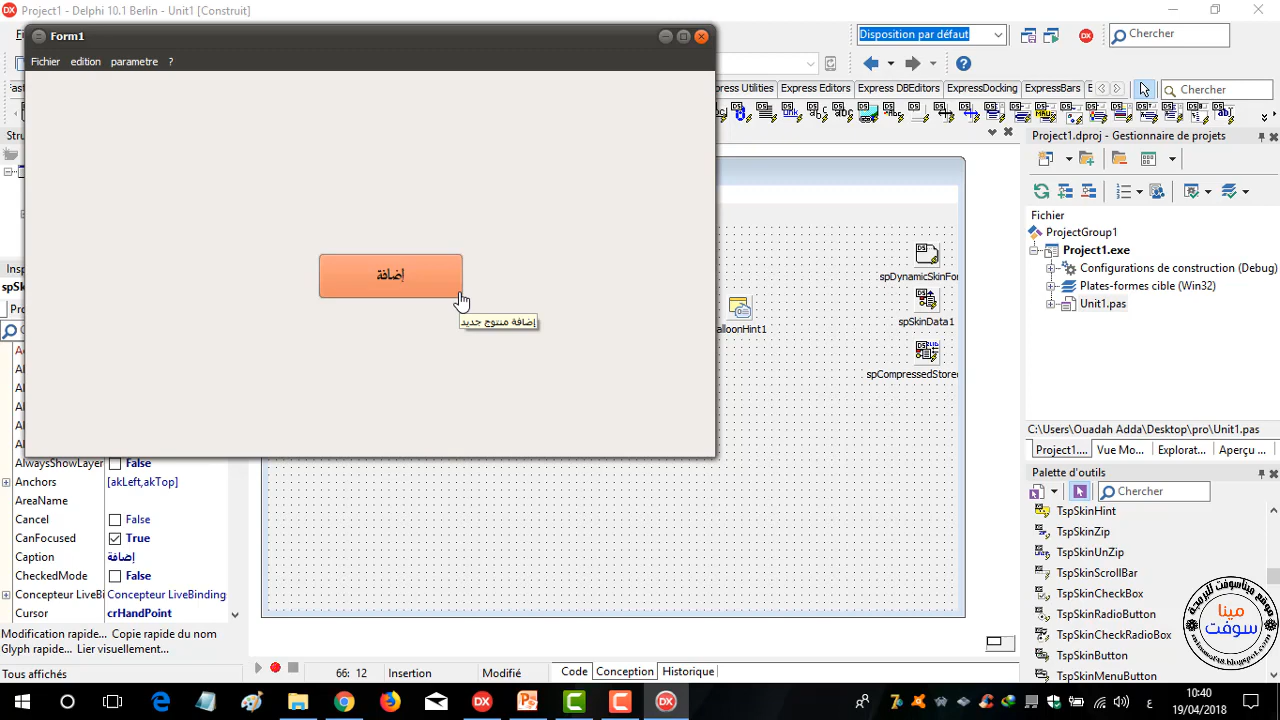 Project1 - Delphi 10.1 Berlin - Unit1 [Construit]
Disposition par défaut
Chercher
Form1
Fichier edition parametre ?
Express Utilities Express Editors Express DBEditors ExpressDocking ExpressBars
Chercher
Project1.dproj - Gestionnaire de projets
Fichier
ProjectGroup1
Project1.exe
Configurations de construction (Debug)
Plates-formes cible (Win32)
Unit1.pas
إضافة
إضافة منتوج جديد
spSkinData1
C:\Users\Ouadah Adda\Desktop\pro\Unit1.pas
Project1.... Vue Mo... Explorat... Aperçu ...
Palette d'outils
Chercher
TspSkinHint
TspSkinZip
TspSkinUnZip
TspSkinScrollBar
TspSkinCheckBox
TspSkinRadioButton
TspSkinCheckRadioBox
TspSkinButton
TspSkinMenuButton
AlwaysShowLayer False
Anchors [akLeft,akTop]
AreaName
Cancel False
CanFocused True
Caption إضافة
CheckedMode False
Concepteur LiveBinding
Cursor crHandPoint
Modification rapide... Copie rapide du nom
Glyph rapide... Lier visuellement...
Tous affichés
66: 12 Insertion Modifié Code Conception Historique
موقع مينا سوفت للبرمجة
مينا
سوفت
10:40
19/04/2018